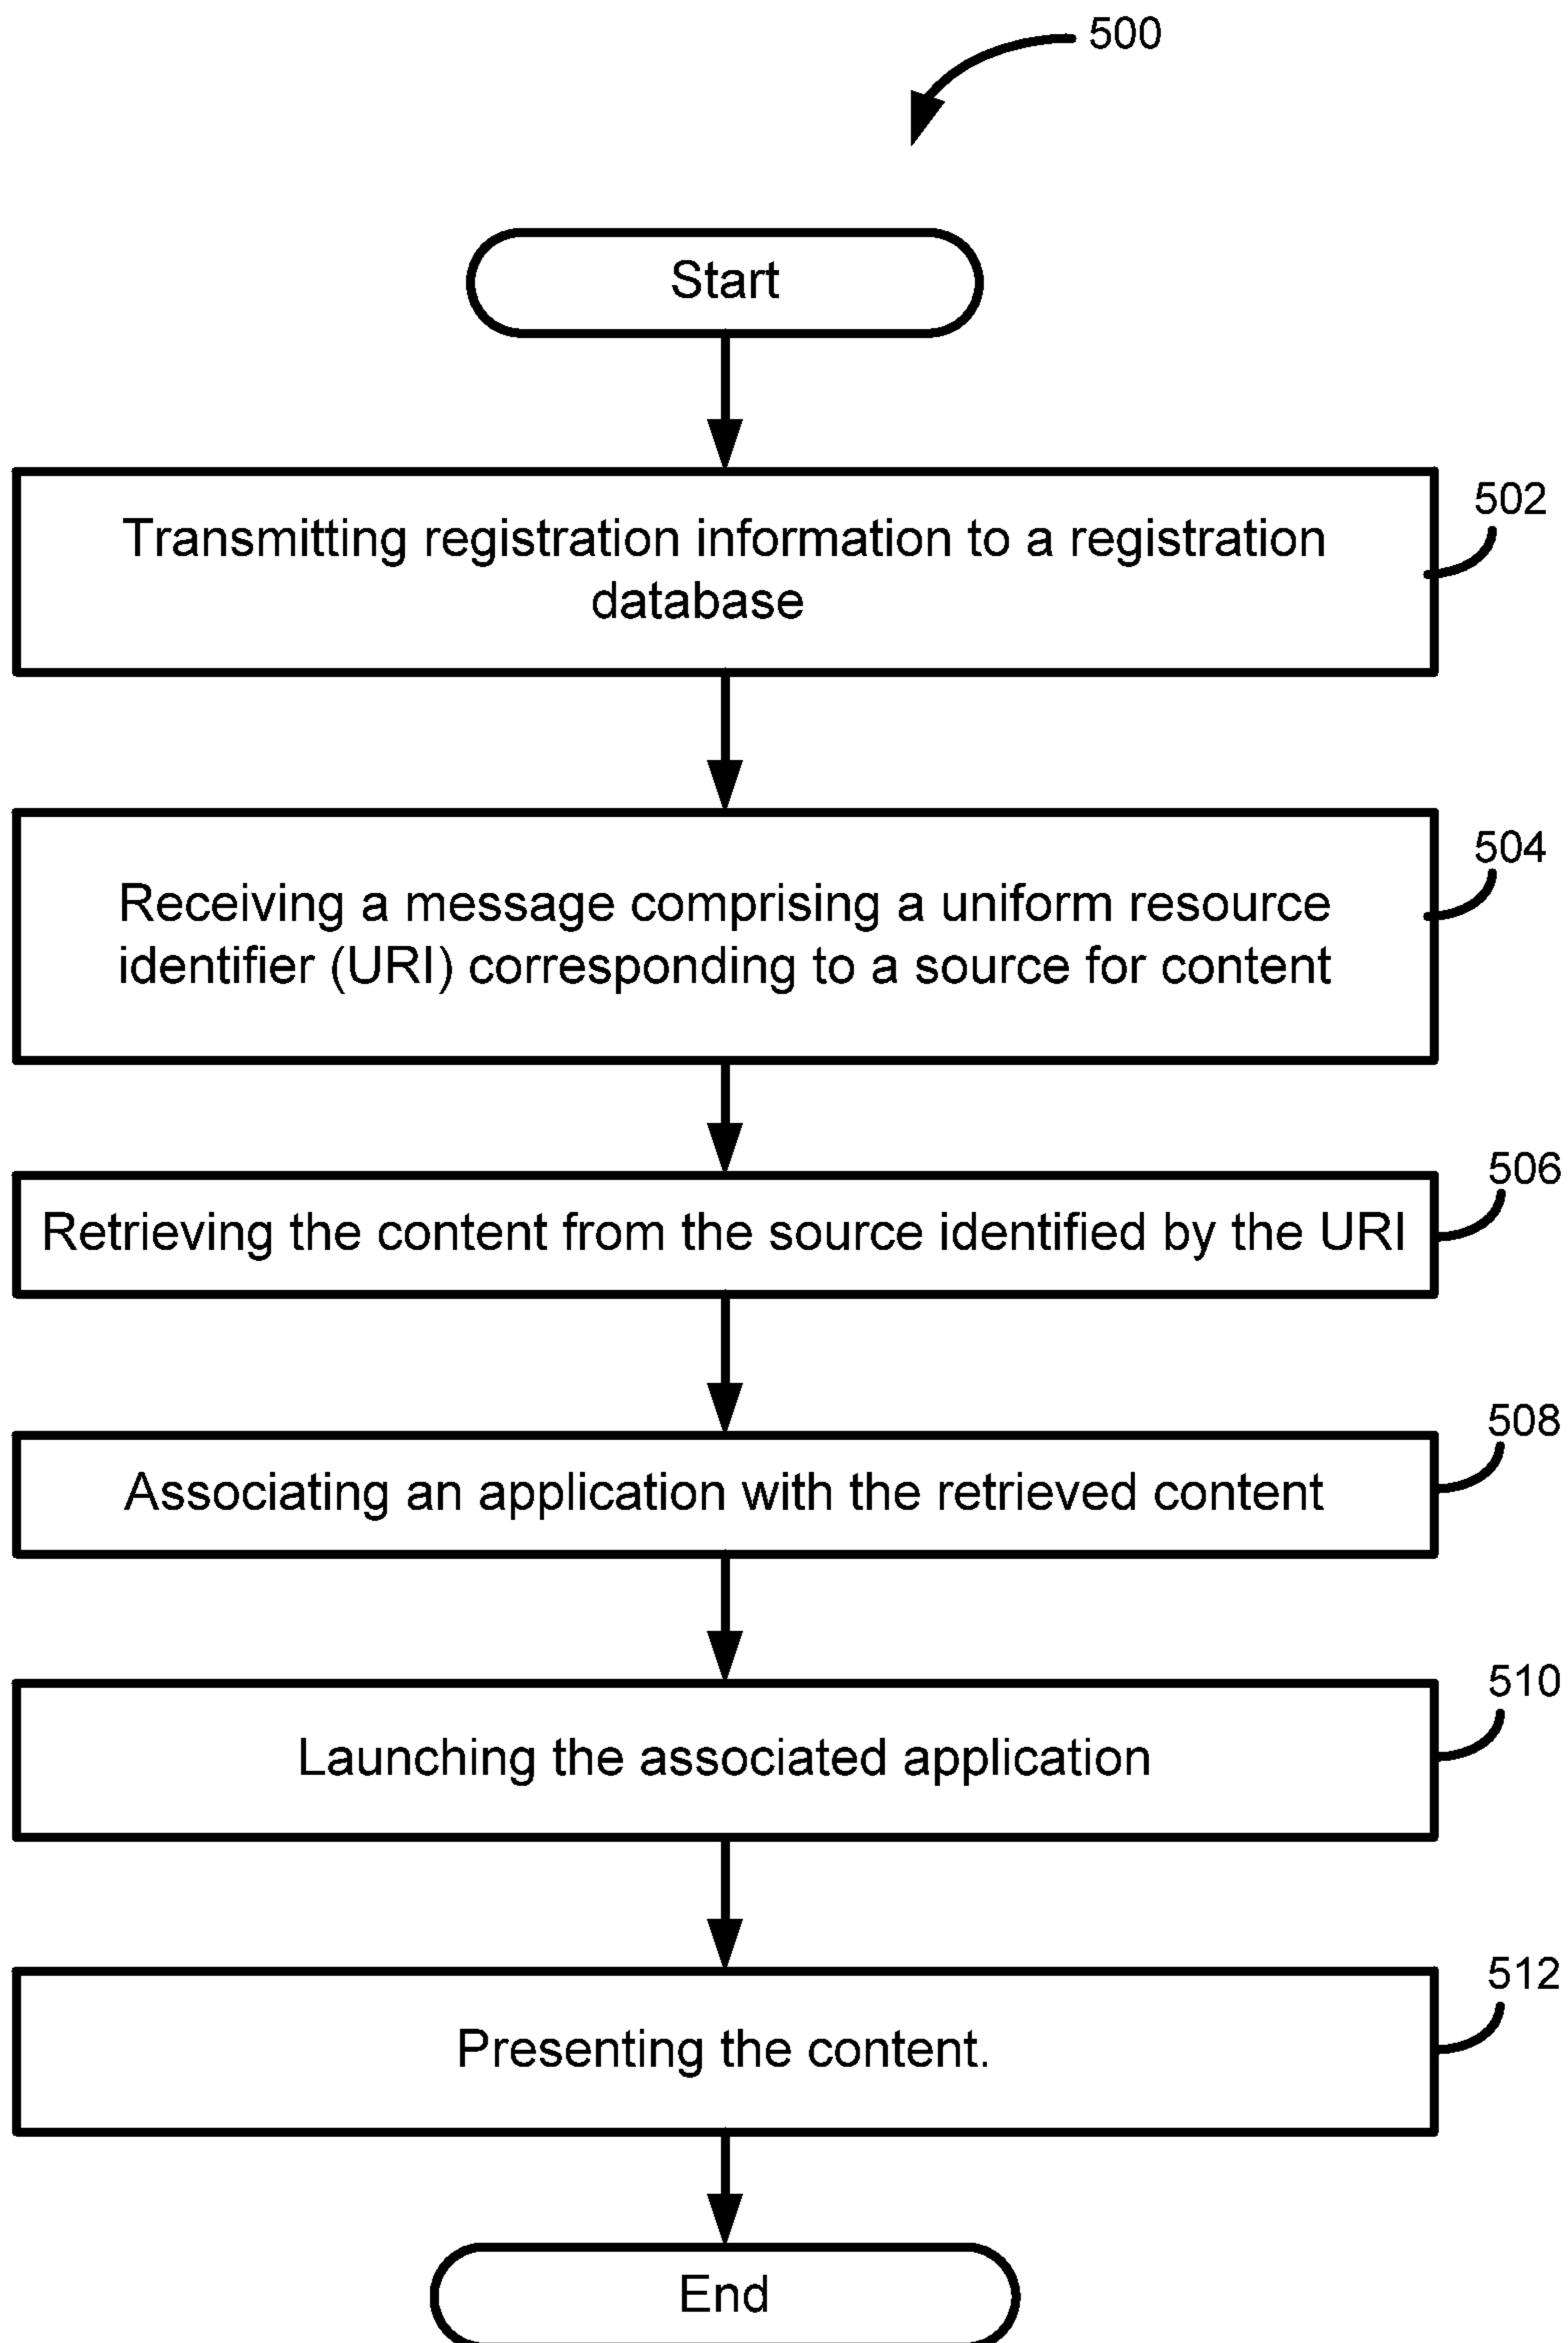 500
Start
502
Transmitting registration information to a registration
database
504
Receiving a message comprising a uniform resource
identifier (URI) corresponding to a source for content
506
Retrieving the content from the source identified by the URI
508
Associating an application with the retrieved content
510
Launching the associated application
512
Presenting the content.
End